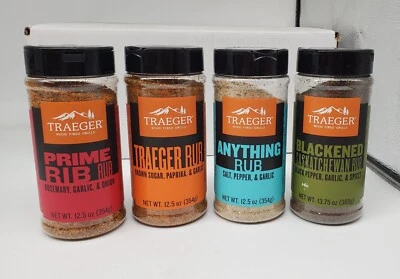 TRAEGER
WOOD FIRED GRILLS
PRIME
RIB RUB
ROSEMARY, GARLIC, & ONION
NET WT. 12.5 oz (354g)
TRAEGER
WOOD FIRED GRILLS
TRAEGER RUB
BROWN SUGAR, PAPRIKA, & GARLIC
NET WT. 12.5 oz (354g)
TRAEGER
WOOD FIRED GRILLS
ANYTHING
RUB
SALT, PEPPER, & GARLIC
NET WT. 12.5 oz (354g)
TRAEGER
WOOD FIRED GRILLS
BLACKENED
SASKATCHEWAN RUB
BLACK PEPPER, GARLIC, & SPICES
NET WT. 13.75 oz